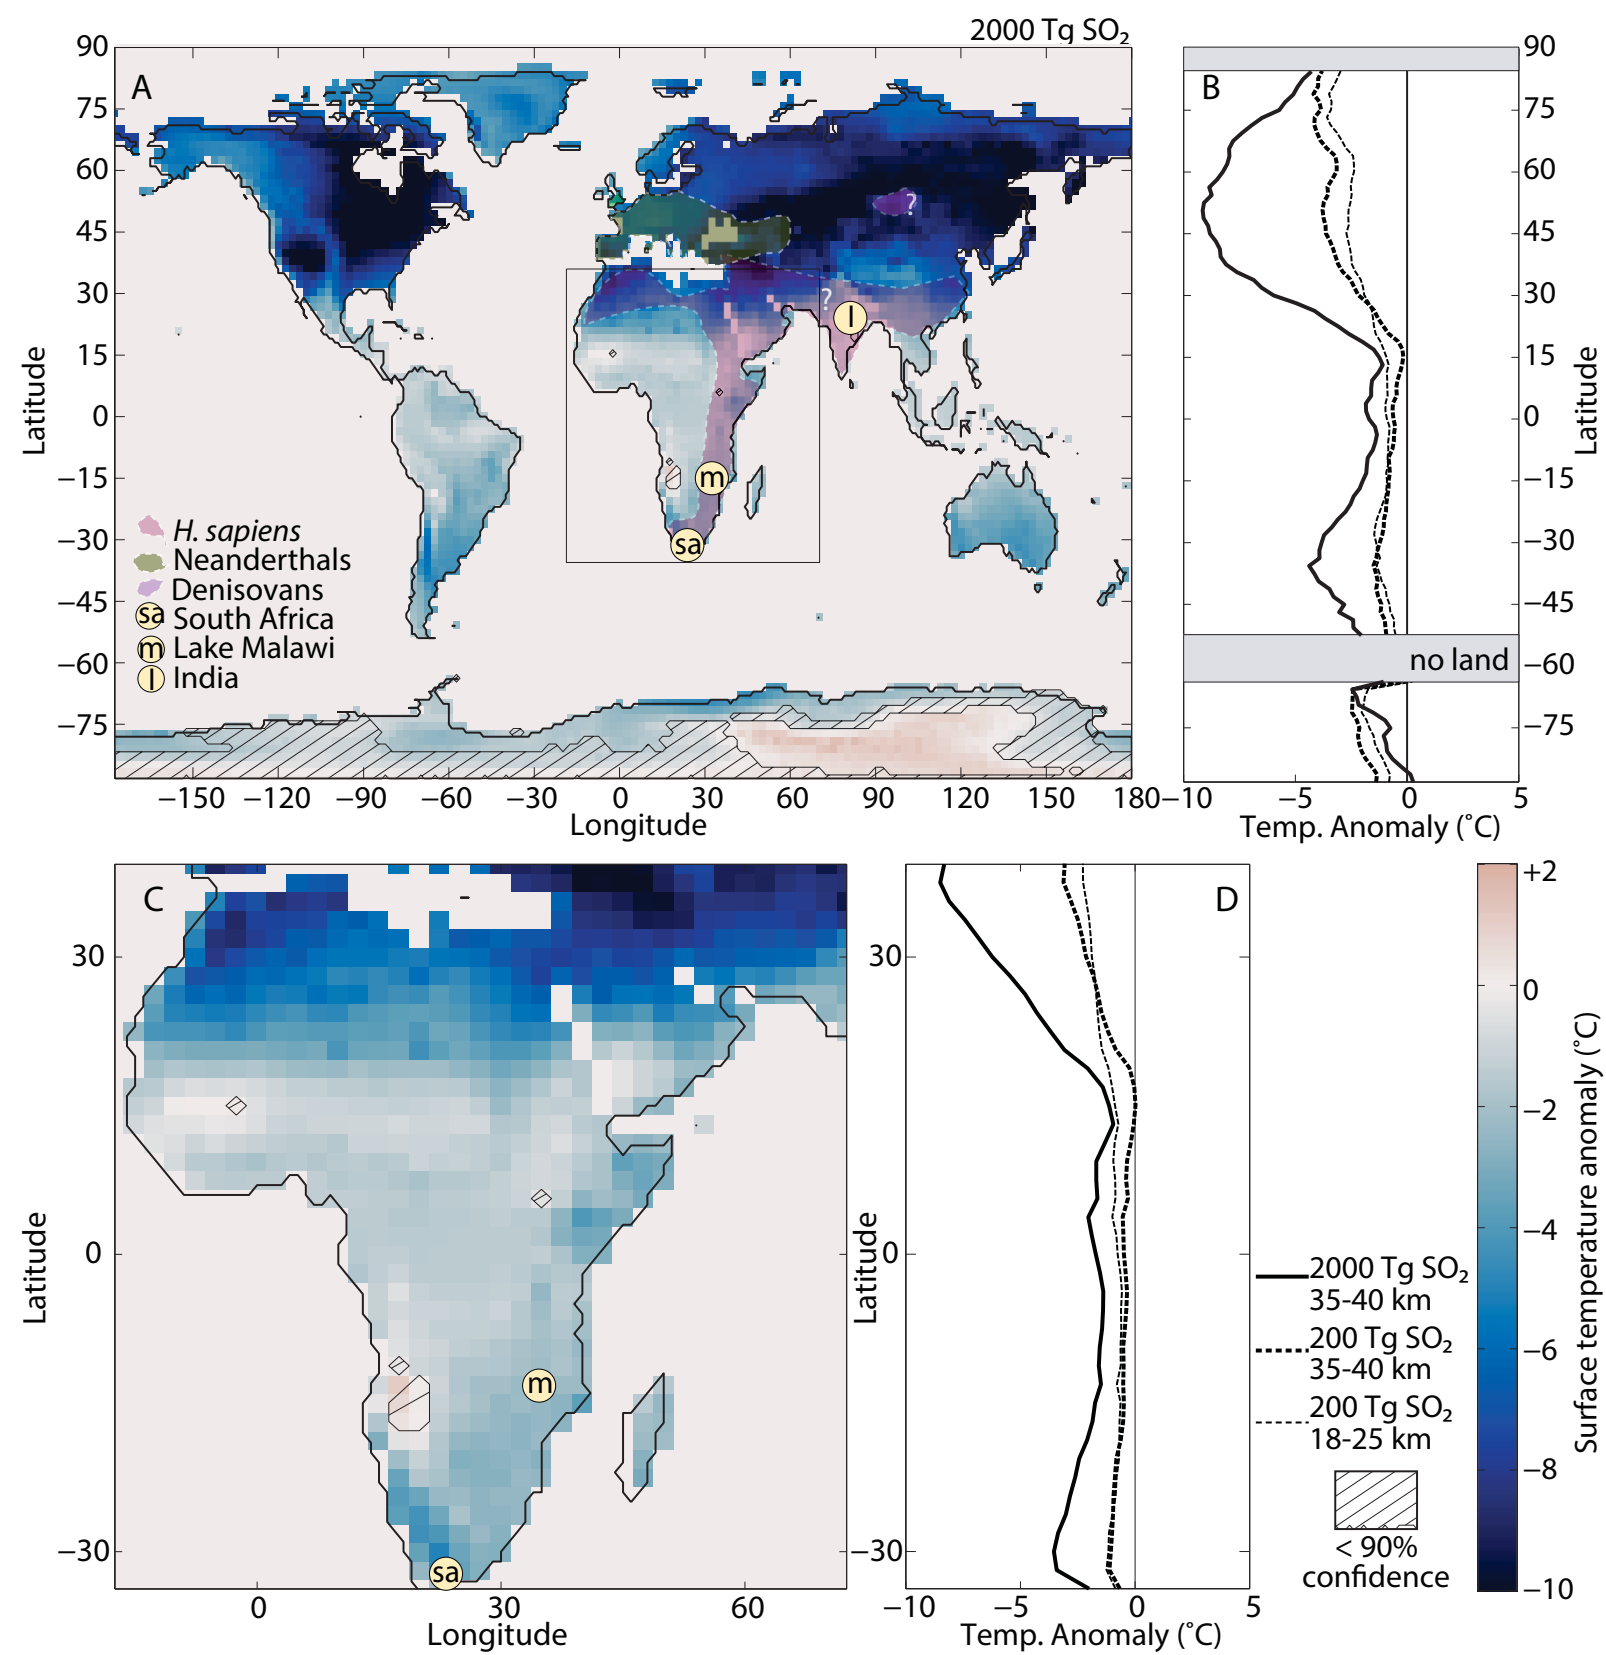 2000 Tg SO₂
A
90
75
60
45
30
15
0
−15
−30
−45
−60
−75
Latitude
?
?
I
m
sa
H. sapiens
Neanderthals
Denisovans
sa South Africa
m Lake Malawi
I India
−150 −120 −90 −60 −30 0 30 60 90 120 150 180
Longitude
B
90
75
60
45
30
15
0
−15
−30
−45
−60
−75
Latitude
no land
−10 −5 0 5
Temp. Anomaly (˚C)
C
30
0
−30
Latitude
m
sa
0 30 60
Longitude
D
30
0
−30
Latitude
−10 −5 0 5
Temp. Anomaly (˚C)
2000 Tg SO₂
35-40 km
200 Tg SO₂
35-40 km
200 Tg SO₂
18-25 km
< 90%
confidence
+2
0
−2
−4
−6
−8
−10
Surface temperature anomaly (˚C)